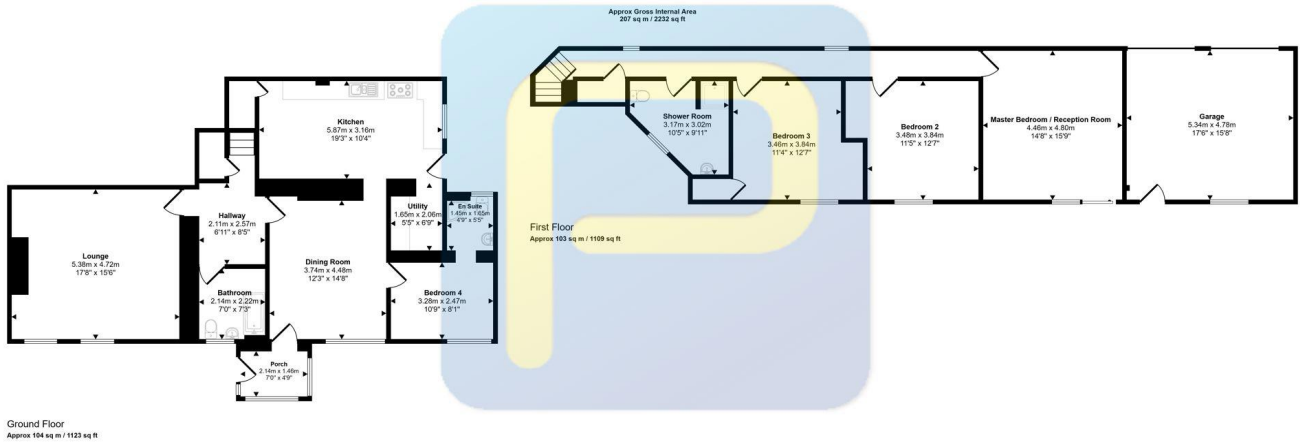 Approx Gross Internal Area
207 sq m / 2232 sq ft
Kitchen
5.87m x 3.16m
19'3" x 10'4"
Utility
1.65m x 2.06m
5'5" x 6'9"
En Suite
1.45m x 1.65m
4'9" x 5'5"
Hallway
2.11m x 2.57m
6'11" x 8'5"
Lounge
5.38m x 4.72m
17'8" x 15'6"
Dining Room
3.74m x 4.48m
12'3" x 14'8"
Bathroom
2.14m x 2.22m
7'0" x 7'3"
Bedroom 4
3.28m x 2.47m
10'9" x 8'1"
Porch
2.14m x 1.46m
7'0" x 4'9"
Ground Floor
Approx 104 sq m / 1123 sq ft
Shower Room
3.17m x 3.02m
10'5" x 9'11"
Bedroom 3
3.46m x 3.84m
11'4" x 12'7"
Bedroom 2
3.48m x 3.84m
11'5" x 12'7"
Master Bedroom / Reception Room
4.46m x 4.80m
14'8" x 15'9"
Garage
5.34m x 4.78m
17'6" x 15'8"
First Floor
Approx 103 sq m / 1109 sq ft